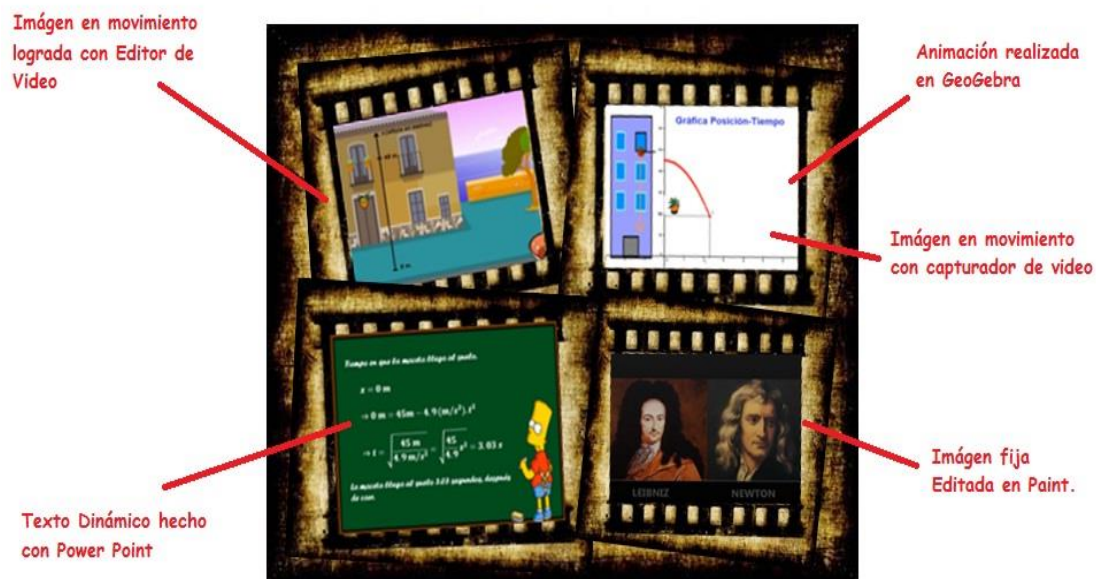 Imágen en movimiento
lograda con Editor de
Video
Animación realizada
en GeoGebra
Gráfica Posición-Tiempo
Imágen en movimiento
con capturador de video
Tiempo en que la maceta llega al suelo.
x = 0 m
⇒ 0 m = 45m - 4.9 (m/s²).t²
⇒ t = √(45 m / 4.9 m/s²) = √(45 / 4.9 s²) = 3.03 s
La maceta llega al suelo 3.03 segundos, después
de caer.
LEIBNIZ NEWTON
Imágen fija
Editada en Paint.
Texto Dinámico hecho
con Power Point